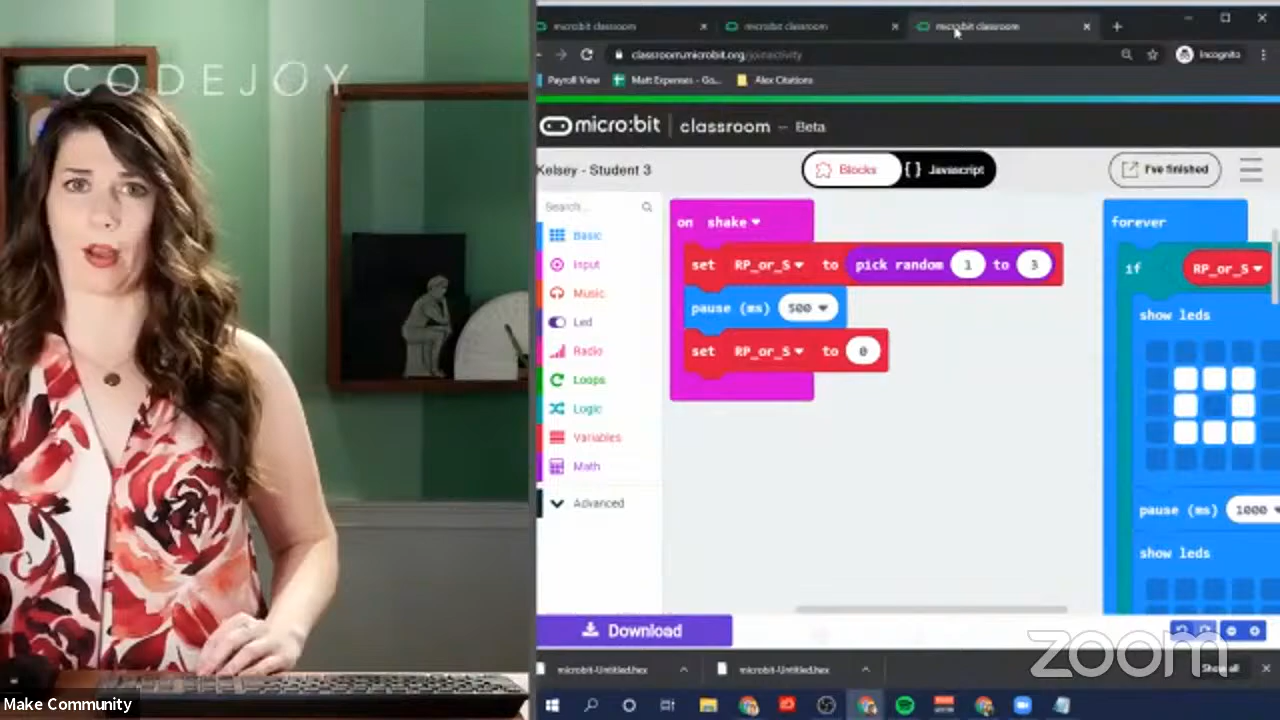 CODEJOY
micro:bit classroom
micro:bit classroom
micro:bit classroom
classroom.microbit.org/joinactivity
Incognito
Payroll View
Matt Expenses - Go...
Alex Citations
micro:bit classroom – Beta
Kelsey - Student 3
Blocks
{ } Javascript
I've finished
Search...
Basic
Input
Music
Led
Radio
Loops
Logic
Variables
Math
Advanced
on shake
set RP_or_S to pick random 1 to 3
pause (ms) 500
set RP_or_S to 0
forever
if RP_or_S
show leds
pause (ms) 1000
show leds
Download
microbit-Untitled.hex
microbit-Untitled.hex
Show all
zoom
Make Community